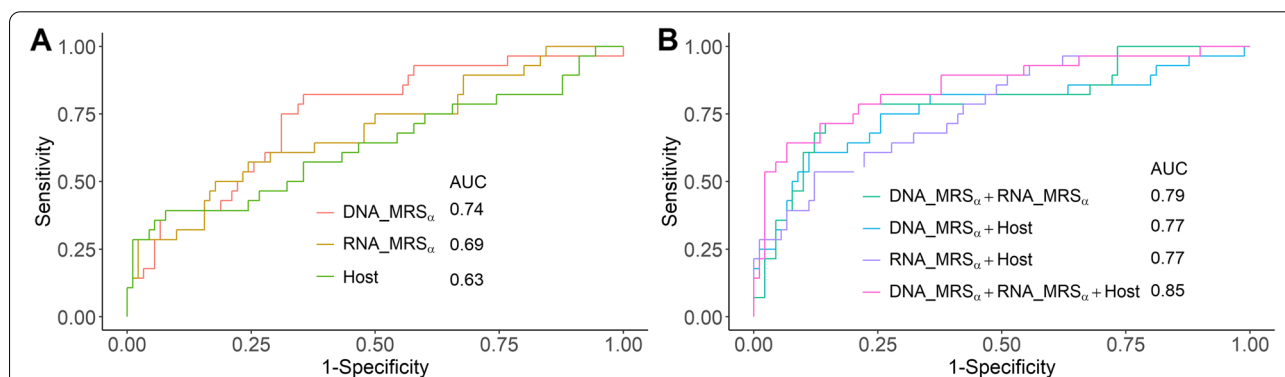 A
1.00
0.75
0.50
0.25
0.00
Sensitivity
0.00 0.25 0.50 0.75 1.00
1-Specificity
AUC
DNA_MRSα 0.74
RNA_MRSα 0.69
Host 0.63
B
1.00
0.75
0.50
0.25
0.00
Sensitivity
0.00 0.25 0.50 0.75 1.00
1-Specificity
AUC
DNA_MRSα + RNA_MRSα 0.79
DNA_MRSα + Host 0.77
RNA_MRSα + Host 0.77
DNA_MRSα + RNA_MRSα + Host 0.85